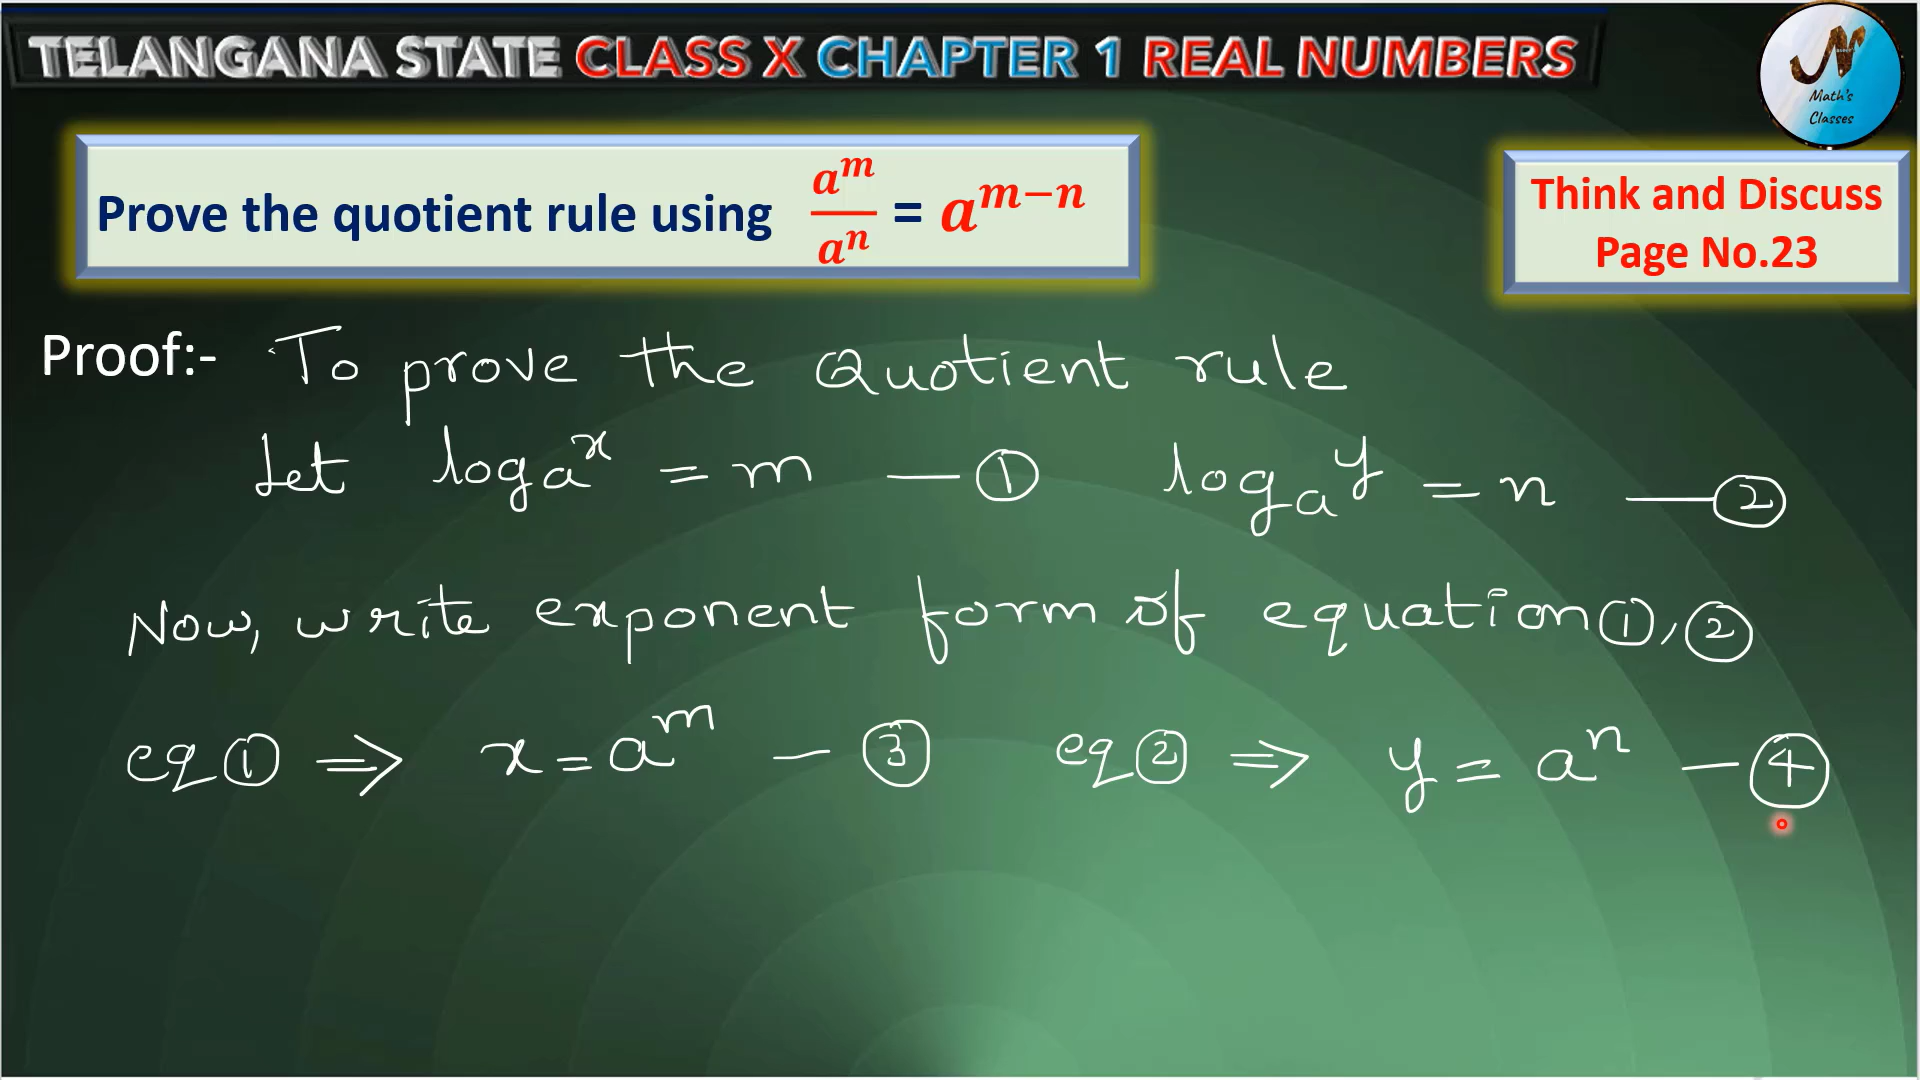 TELANGANA STATE CLASS X CHAPTER 1 REAL NUMBERS
N
Math's
Classes
Prove the quotient rule using a^m/a^n = a^(m−n)
Think and Discuss
Page No.23
Proof:- To prove the Quotient rule
Let log a^x = m — ① log_a y = n — ②
Now, write exponent form of equation ①, ②
eq ① ⇒ x = a^m — ③ eq ② ⇒ y = a^n — ④